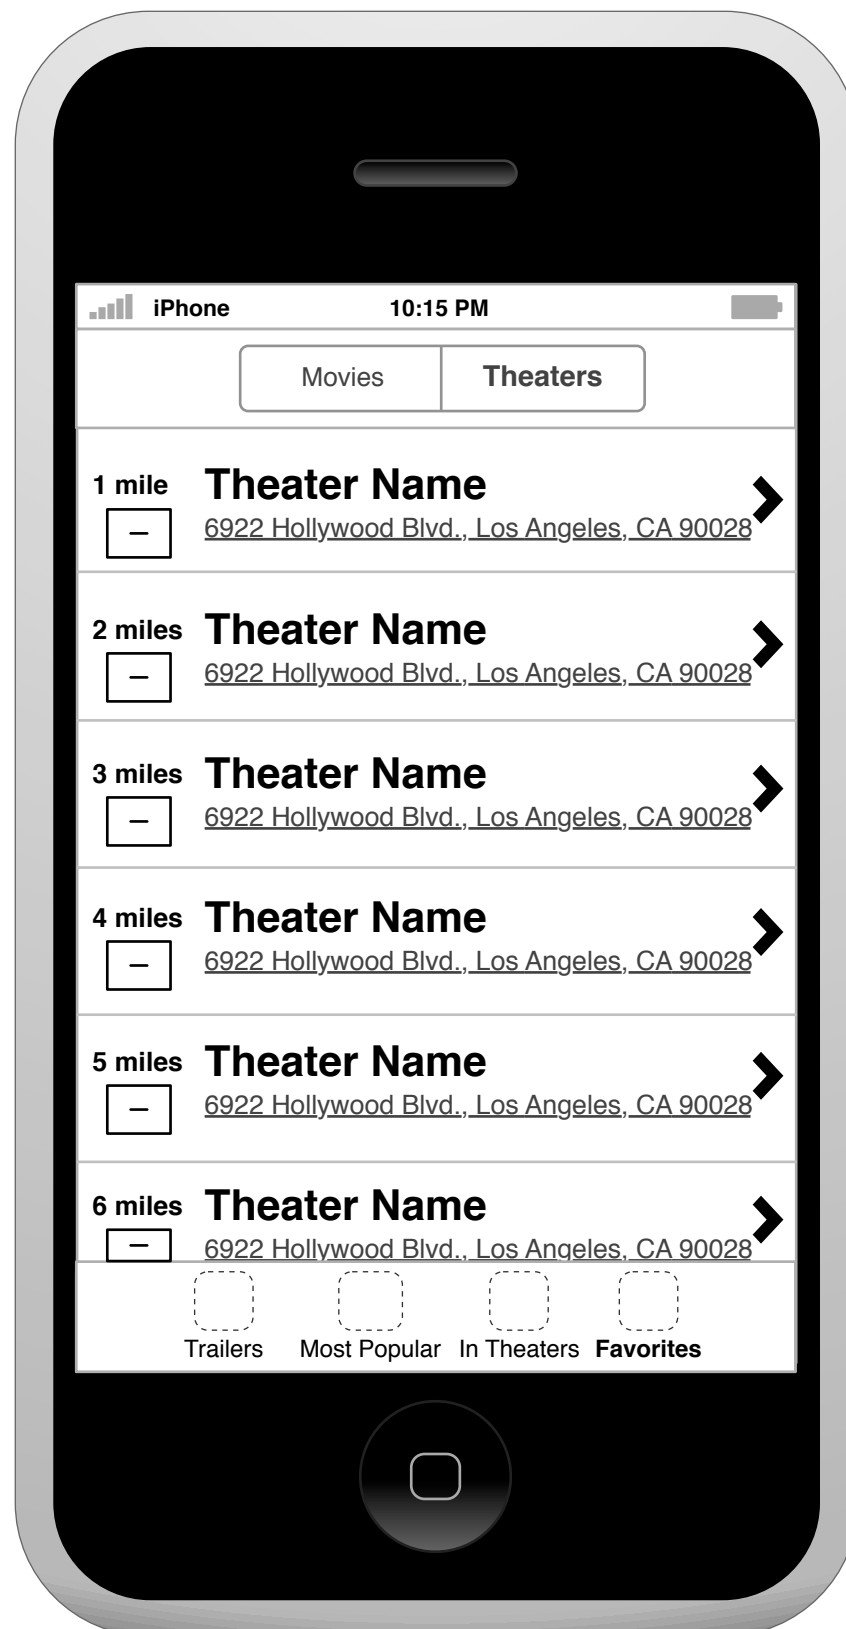 iPhone 10:15 PM
Movies Theaters
1 mile Theater Name
– 6922 Hollywood Blvd., Los Angeles, CA 90028
2 miles Theater Name
– 6922 Hollywood Blvd., Los Angeles, CA 90028
3 miles Theater Name
– 6922 Hollywood Blvd., Los Angeles, CA 90028
4 miles Theater Name
– 6922 Hollywood Blvd., Los Angeles, CA 90028
5 miles Theater Name
– 6922 Hollywood Blvd., Los Angeles, CA 90028
6 miles Theater Name
– 6922 Hollywood Blvd., Los Angeles, CA 90028
Trailers Most Popular In Theaters Favorites